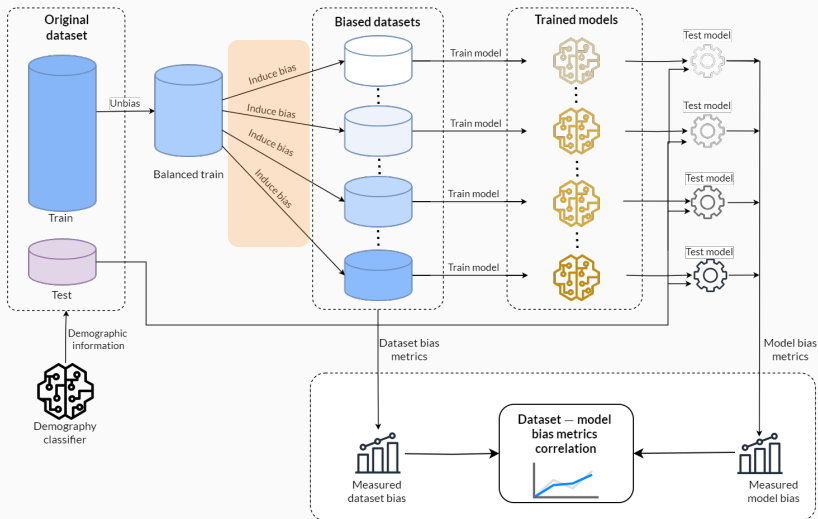 Original
dataset
Train
Test
Unbias
Balanced train
Induce bias
Induce bias
Induce bias
Induce bias
Biased datasets
Train model
Train model
Train model
Train model
Trained models
Test model
Test model
Test model
Test model
Demographic
information
Demography
classifier
Dataset bias
metrics
Model bias
metrics
Measured
dataset bias
Dataset — model
bias metrics
correlation
Measured
model bias